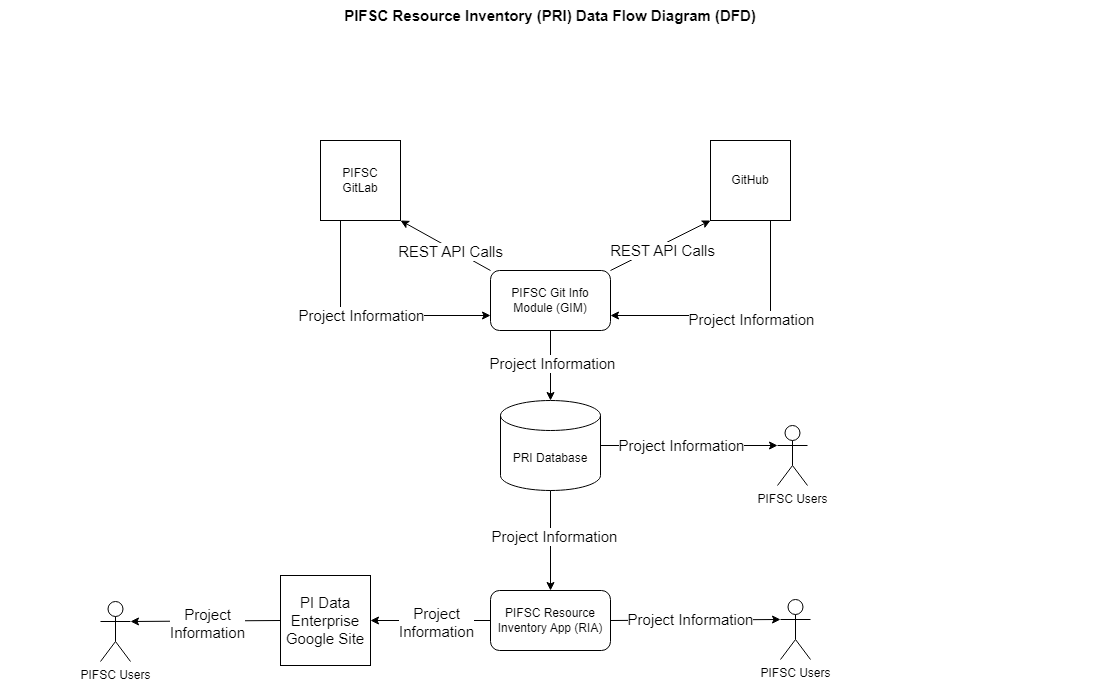 PIFSC Resource Inventory (PRI) Data Flow Diagram (DFD)
PIFSC
GitLab
GitHub
REST API Calls
REST API Calls
PIFSC Git Info
Module (GIM)
Project Information
Project Information
Project Information
PRI Database
Project Information
PIFSC Users
Project Information
PI Data
Enterprise
Google Site
PIFSC Resource
Inventory App (RIA)
Project
Information
Project
Information
Project Information
PIFSC Users
PIFSC Users